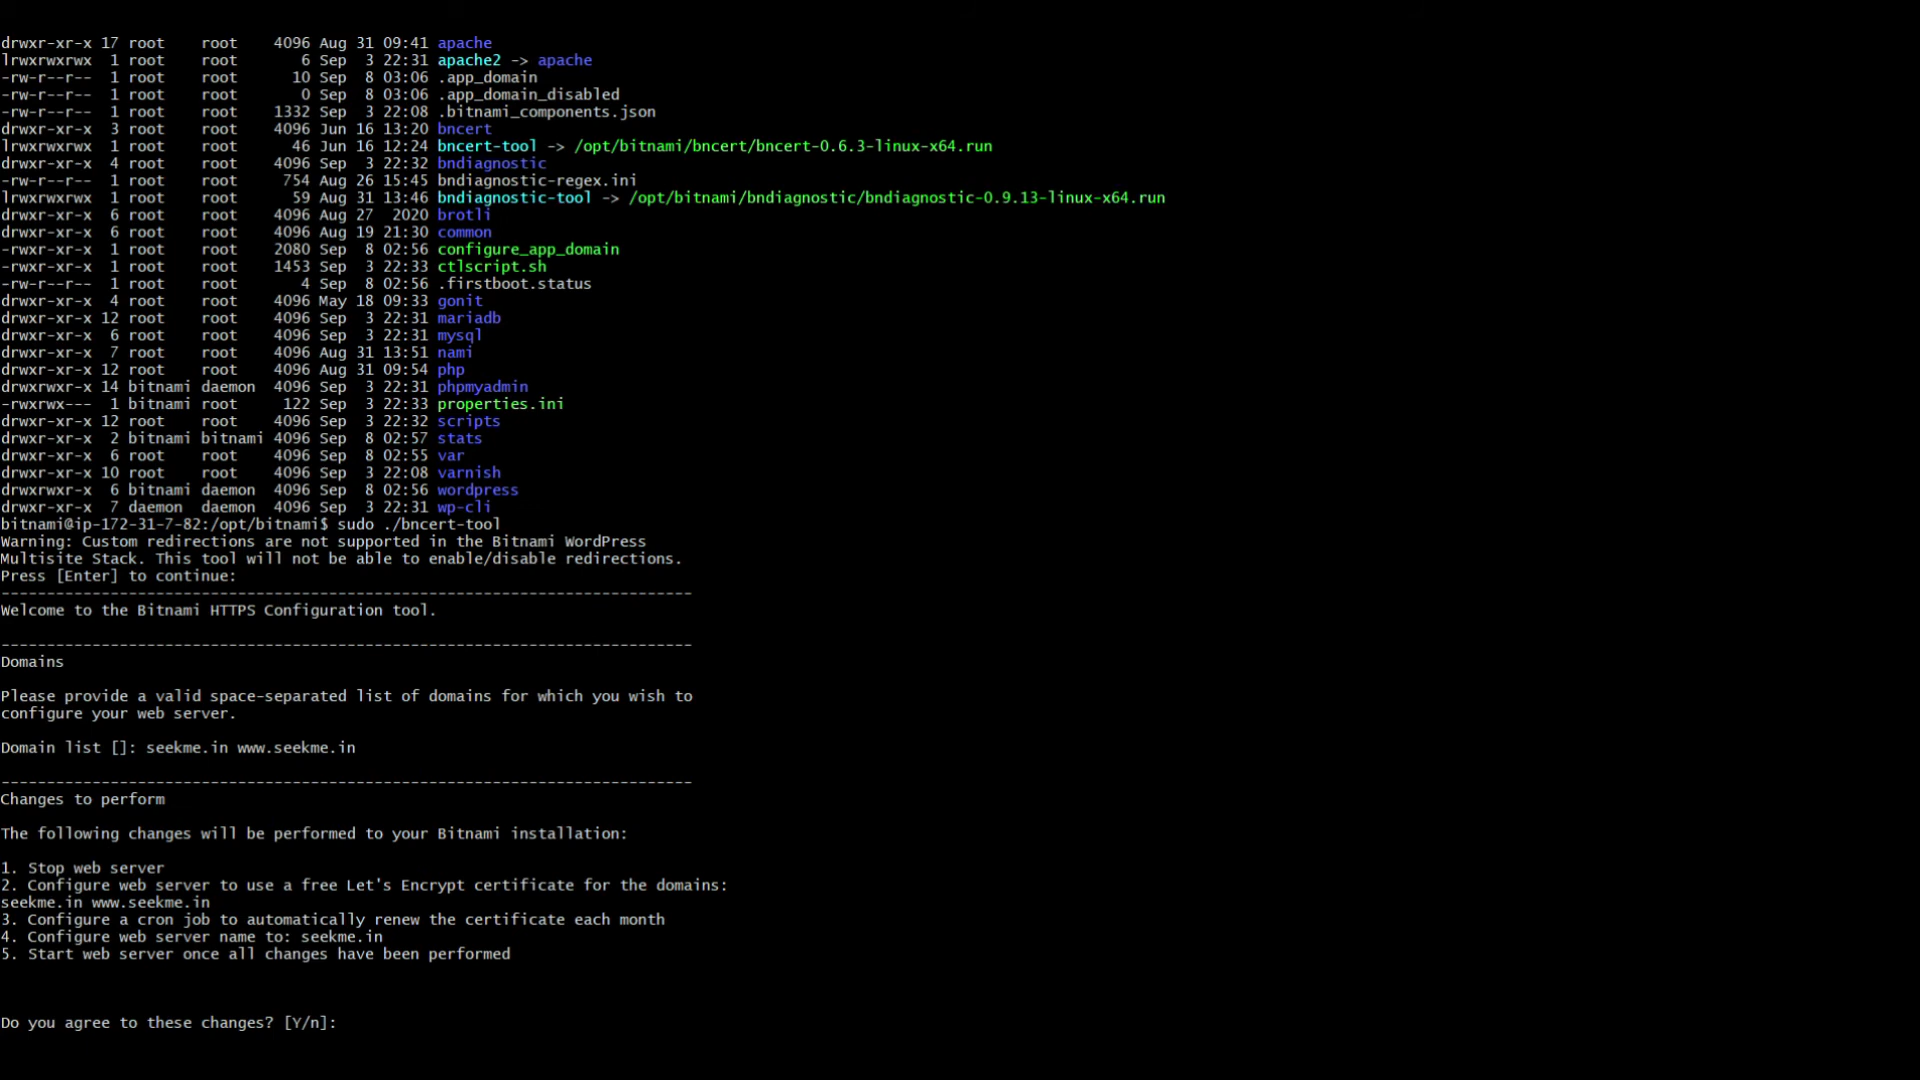 drwxr-xr-x 17 root    root    4096 Aug 31 09:41 apache
lrwxrwxrwx  1 root    root       6 Sep  3 22:31 apache2 -> apache
-rw-r--r--  1 root    root      10 Sep  8 03:06 .app_domain
-rw-r--r--  1 root    root       0 Sep  8 03:06 .app_domain_disabled
-rw-r--r--  1 root    root    1332 Sep  3 22:08 .bitnami_components.json
drwxr-xr-x  3 root    root    4096 Jun 16 13:20 bncert
lrwxrwxrwx  1 root    root      46 Jun 16 12:24 bncert-tool -> /opt/bitnami/bncert/bncert-0.6.3-linux-x64.run
drwxr-xr-x  4 root    root    4096 Sep  3 22:32 bndiagnostic
-rw-r--r--  1 root    root     754 Aug 26 15:45 bndiagnostic-regex.ini
lrwxrwxrwx  1 root    root      59 Aug 31 13:46 bndiagnostic-tool -> /opt/bitnami/bndiagnostic/bndiagnostic-0.9.13-linux-x64.run
drwxr-xr-x  6 root    root    4096 Aug 27  2020 brotli
drwxr-xr-x  6 root    root    4096 Aug 19 21:30 common
-rwxr-xr-x  1 root    root    2080 Sep  8 02:56 configure_app_domain
-rwxr-xr-x  1 root    root    1453 Sep  3 22:33 ctlscript.sh
-rw-r--r--  1 root    root       4 Sep  8 02:56 .firstboot.status
drwxr-xr-x  4 root    root    4096 May 18 09:33 gonit
drwxr-xr-x 12 root    root    4096 Sep  3 22:31 mariadb
drwxr-xr-x  6 root    root    4096 Sep  3 22:31 mysql
drwxr-xr-x  7 root    root    4096 Aug 31 13:51 nami
drwxr-xr-x 12 root    root    4096 Aug 31 09:54 php
drwxrwxr-x 14 bitnami daemon  4096 Sep  3 22:31 phpmyadmin
-rwxrwx---  1 bitnami root     122 Sep  3 22:33 properties.ini
drwxr-xr-x 12 root    root    4096 Sep  3 22:32 scripts
drwxr-xr-x  2 bitnami bitnami 4096 Sep  8 02:57 stats
drwxr-xr-x  6 root    root    4096 Sep  8 02:55 var
drwxr-xr-x 10 root    root    4096 Sep  3 22:08 varnish
drwxrwxr-x  6 bitnami daemon  4096 Sep  8 02:56 wordpress
drwxr-xr-x  7 daemon  daemon  4096 Sep  3 22:31 wp-cli
bitnami@ip-172-31-7-82:/opt/bitnami$ sudo ./bncert-tool
Warning: Custom redirections are not supported in the Bitnami WordPress
Multisite Stack. This tool will not be able to enable/disable redirections.
Press [Enter] to continue:
----------------------------------------------------------------------------
Welcome to the Bitnami HTTPS Configuration tool.
----------------------------------------------------------------------------
Domains
Please provide a valid space-separated list of domains for which you wish to
configure your web server.
Domain list []: seekme.in www.seekme.in
----------------------------------------------------------------------------
Changes to perform
The following changes will be performed to your Bitnami installation:
1. Stop web server
2. Configure web server to use a free Let's Encrypt certificate for the domains:
seekme.in www.seekme.in
3. Configure a cron job to automatically renew the certificate each month
4. Configure web server name to: seekme.in
5. Start web server once all changes have been performed
Do you agree to these changes? [Y/n]: